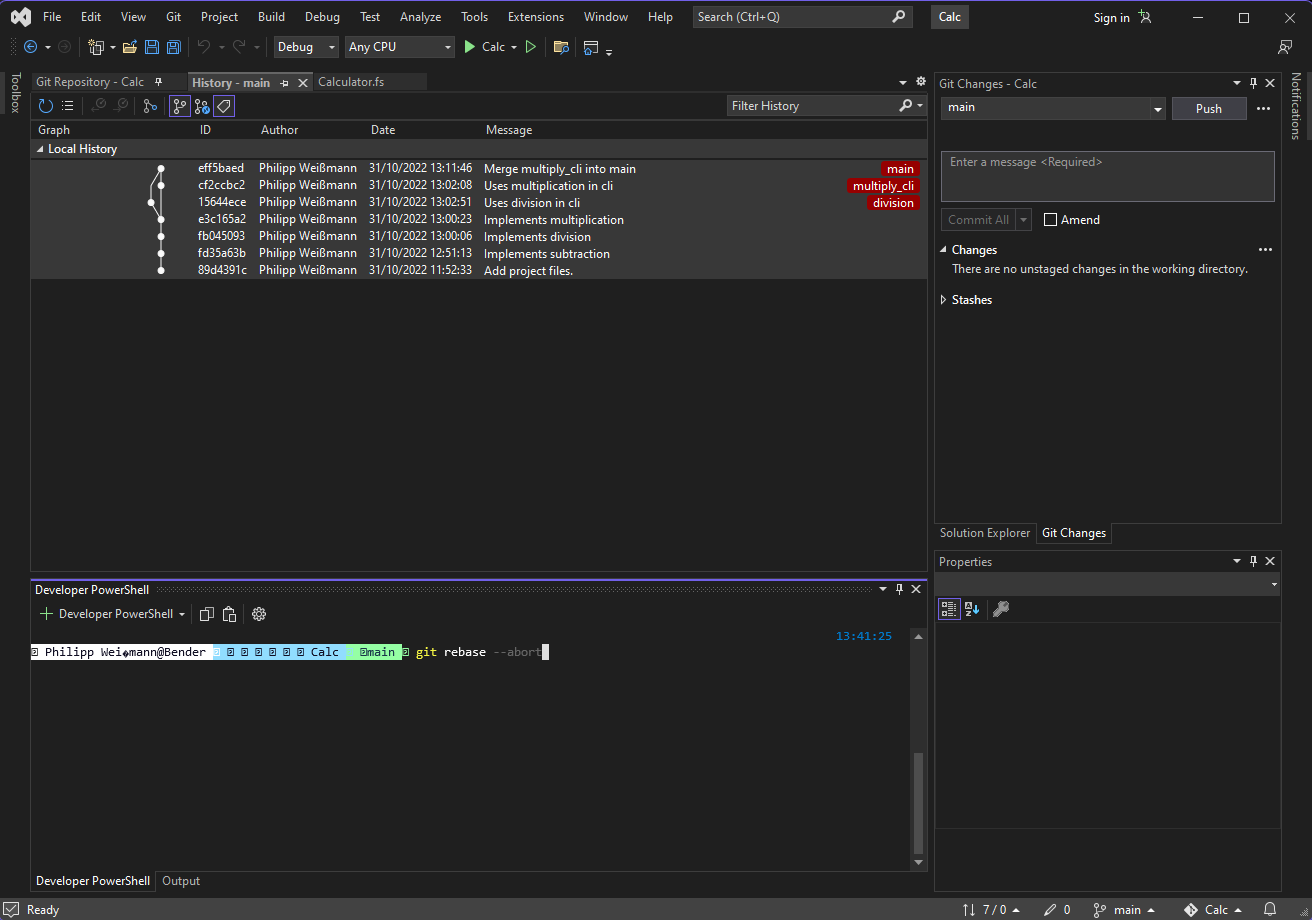 File Edit View Git Project Build Debug Test Analyze Tools Extensions Window Help Search (Ctrl+Q) Calc Sign in
Debug Any CPU Calc
Toolbox
Git Repository - Calc History - main Calculator.fs
Filter History
Graph ID Author Date Message
Local History
eff5baed Philipp Weißmann 31/10/2022 13:11:46 Merge multiply_cli into main main
cf2ccbc2 Philipp Weißmann 31/10/2022 13:02:08 Uses multiplication in cli multiply_cli
15644ece Philipp Weißmann 31/10/2022 13:02:51 Uses division in cli division
e3c165a2 Philipp Weißmann 31/10/2022 13:00:23 Implements multiplication
fb045093 Philipp Weißmann 31/10/2022 13:00:06 Implements division
fd35a63b Philipp Weißmann 31/10/2022 12:51:13 Implements subtraction
89d4391c Philipp Weißmann 31/10/2022 11:52:33 Add project files.
Git Changes - Calc
main Push
Enter a message <Required>
Commit All Amend
Changes
There are no unstaged changes in the working directory.
Stashes
Solution Explorer Git Changes
Notifications
Properties
Developer PowerShell
Developer PowerShell
13:41:25
Philipp Wei�mann@Bender Calc main git rebase --abort
Developer PowerShell Output
Ready 7 / 0 0 main Calc